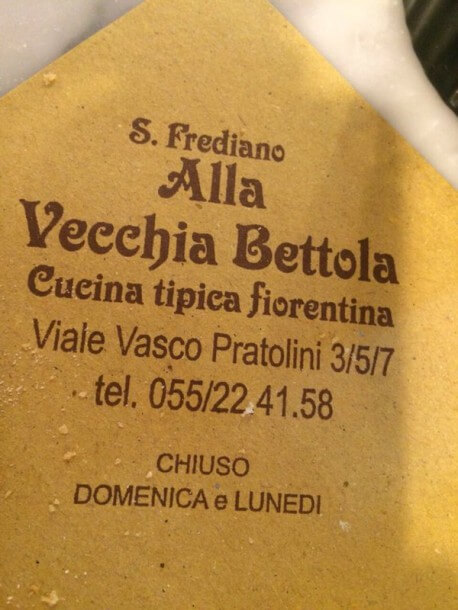 S. Frediano
Alla
Vecchia Bettola
Cucina tipica fiorentina
Viale Vasco Pratolini 3/5/7
tel. 055/22.41.58
CHIUSO
DOMENICA e LUNEDI